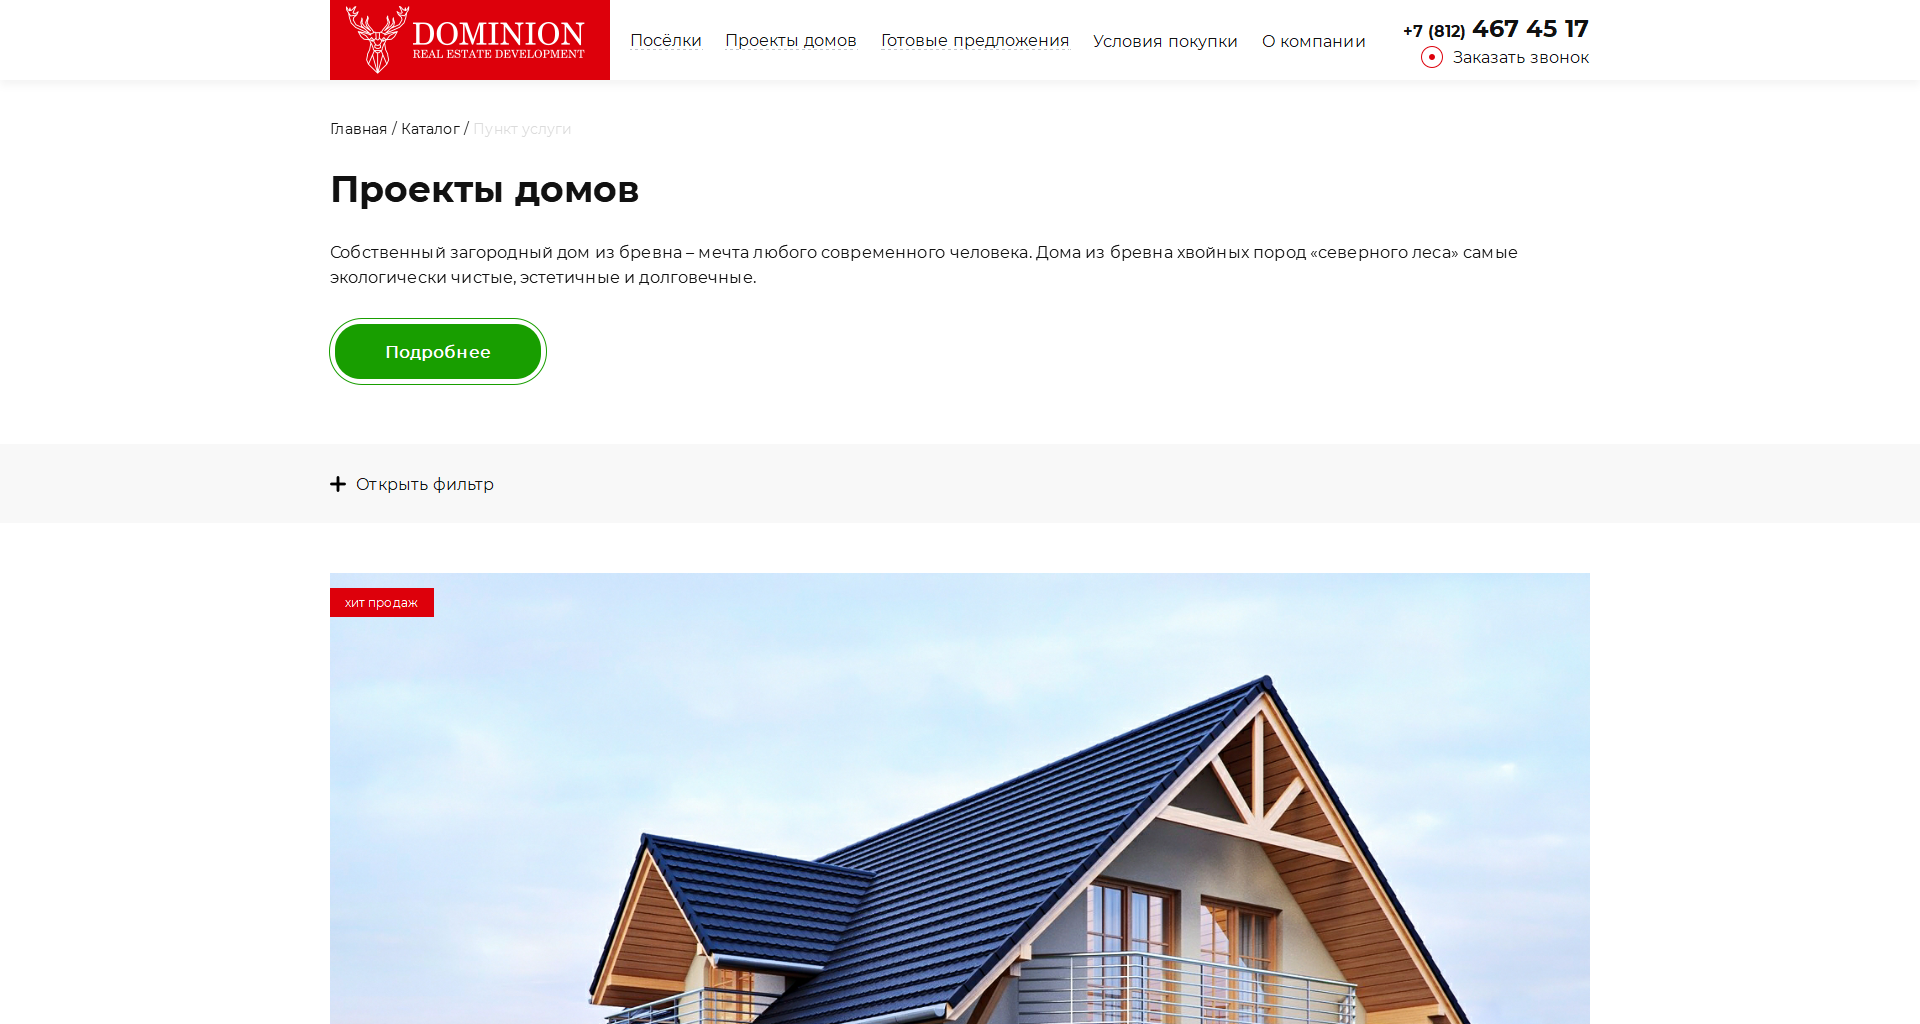 DOMINION
REAL ESTATE DEVELOPMENT
Посёлки
Проекты домов
Готовые предложения
Условия покупки
О компании
+7 (812) 467 45 17
Заказать звонок
Главная / Каталог / Пункт услуги
Проекты домов
Собственный загородный дом из бревна – мечта любого современного человека. Дома из бревна хвойных пород «северного леса» самые
экологически чистые, эстетичные и долговечные.
Подробнее
Открыть фильтр
хит продаж